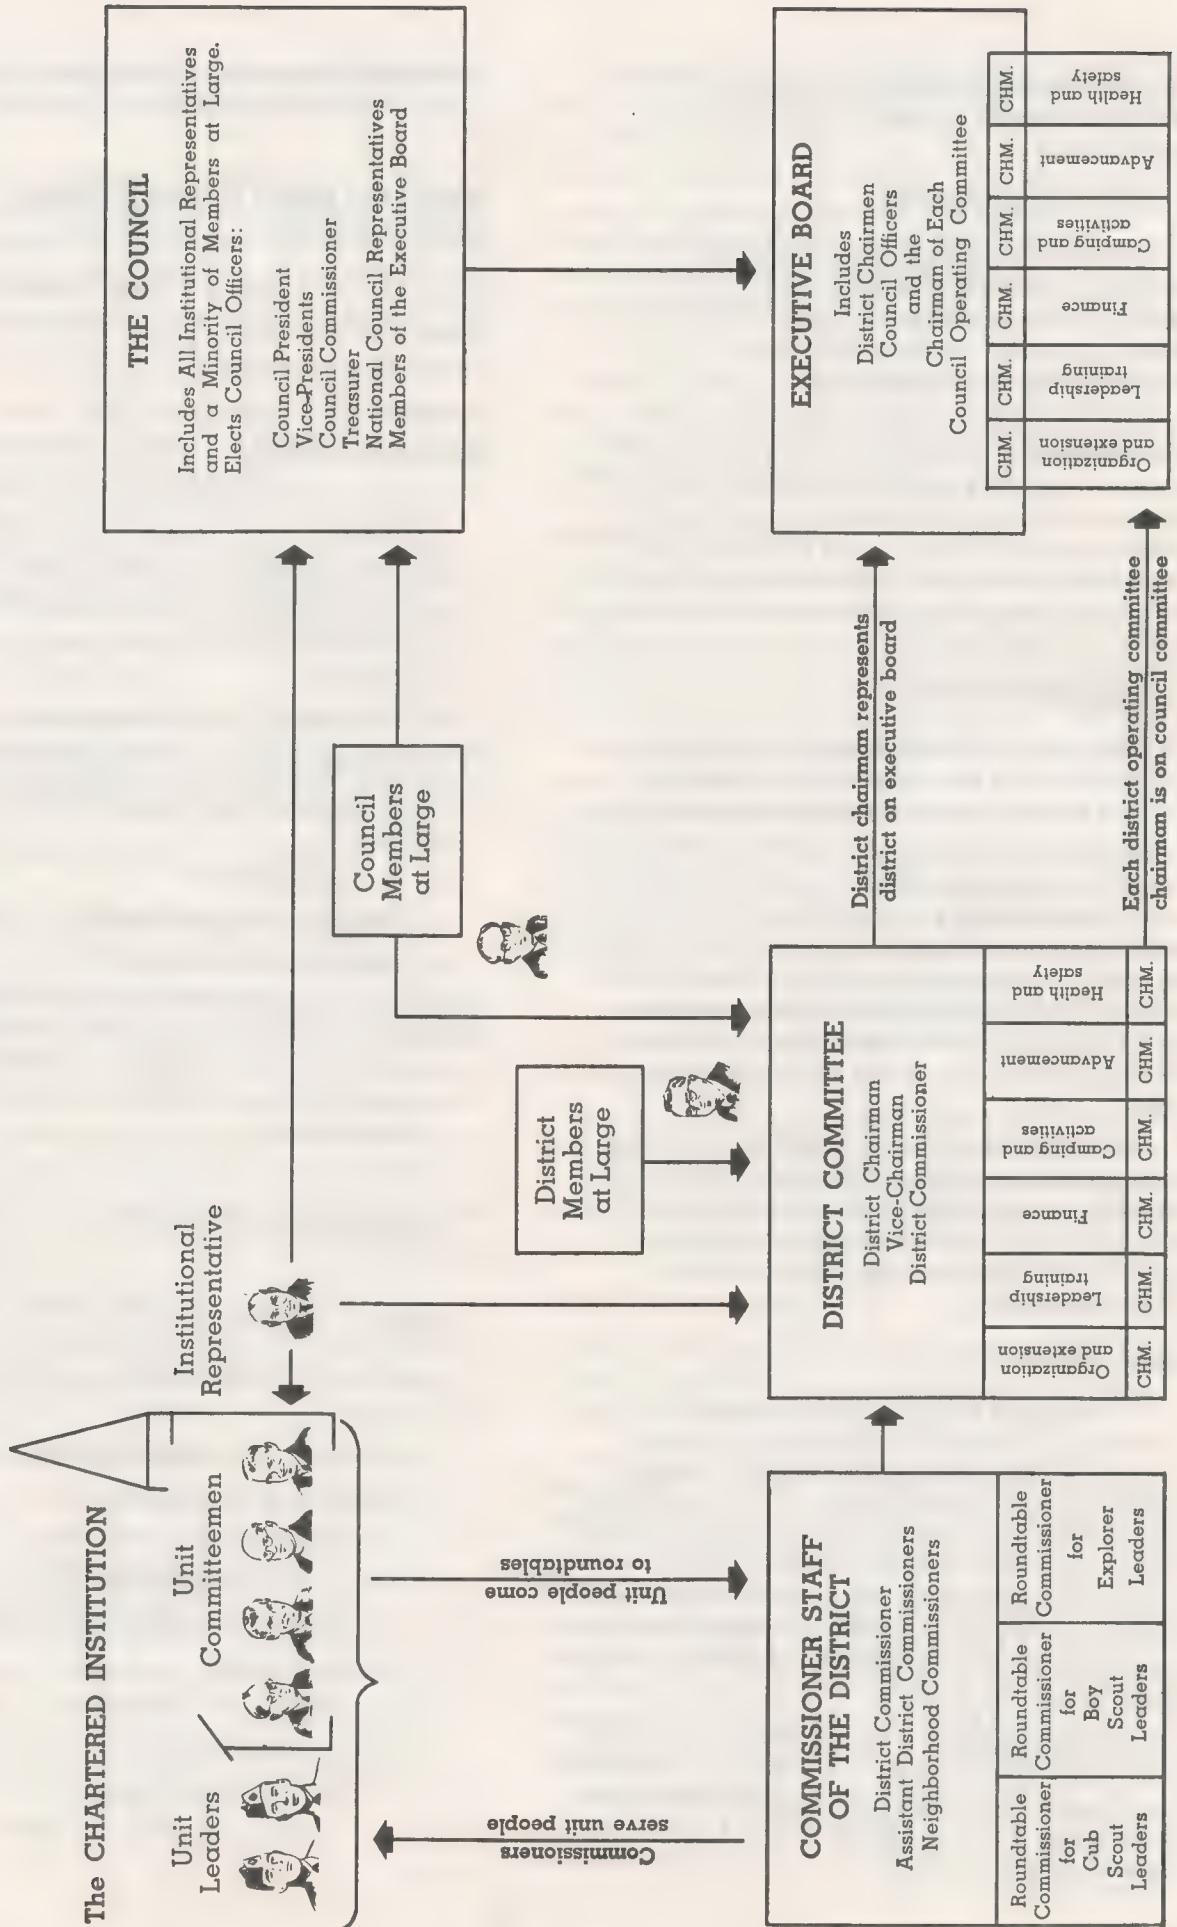 The CHARTERED INSTITUTION
Unit
Leaders
Unit
Committeemen
Institutional
Representative
THE COUNCIL
Includes All Institutional Representatives
and a Minority of Members at Large.
Elects Council Officers:
Council President
Vice-Presidents
Council Commissioner
Treasurer
National Council Representatives
Members of the Executive Board
Council
Members
at Large
District
Members
at Large
Commissioners
serve unit people
Unit people come
to roundtables
COMMISSIONER STAFF
OF THE DISTRICT
District Commissioner
Assistant District Commissioners
Neighborhood Commissioners
Roundtable
Commissioner
for
Cub
Scout
Leaders
Roundtable
Commissioner
for
Boy
Scout
Leaders
Roundtable
Commissioner
for
Explorer
Leaders
DISTRICT COMMITTEE
District Chairman
Vice-Chairman
District Commissioner
Organization
and extension
Leadership
training
Finance
Camping and
activities
Advancement
Health and
safety
CHM.
CHM.
CHM.
CHM.
CHM.
CHM.
District chairman represents
district on executive board
Each district operating committee
chairman is on council committee
EXECUTIVE BOARD
Includes
District Chairmen
Council Officers
and the
Chairman of Each
Council Operating Committee
CHM.
CHM.
CHM.
CHM.
CHM.
CHM.
Organization
and extension
Leadership
training
Finance
Camping and
activities
Advancement
Health and
safety